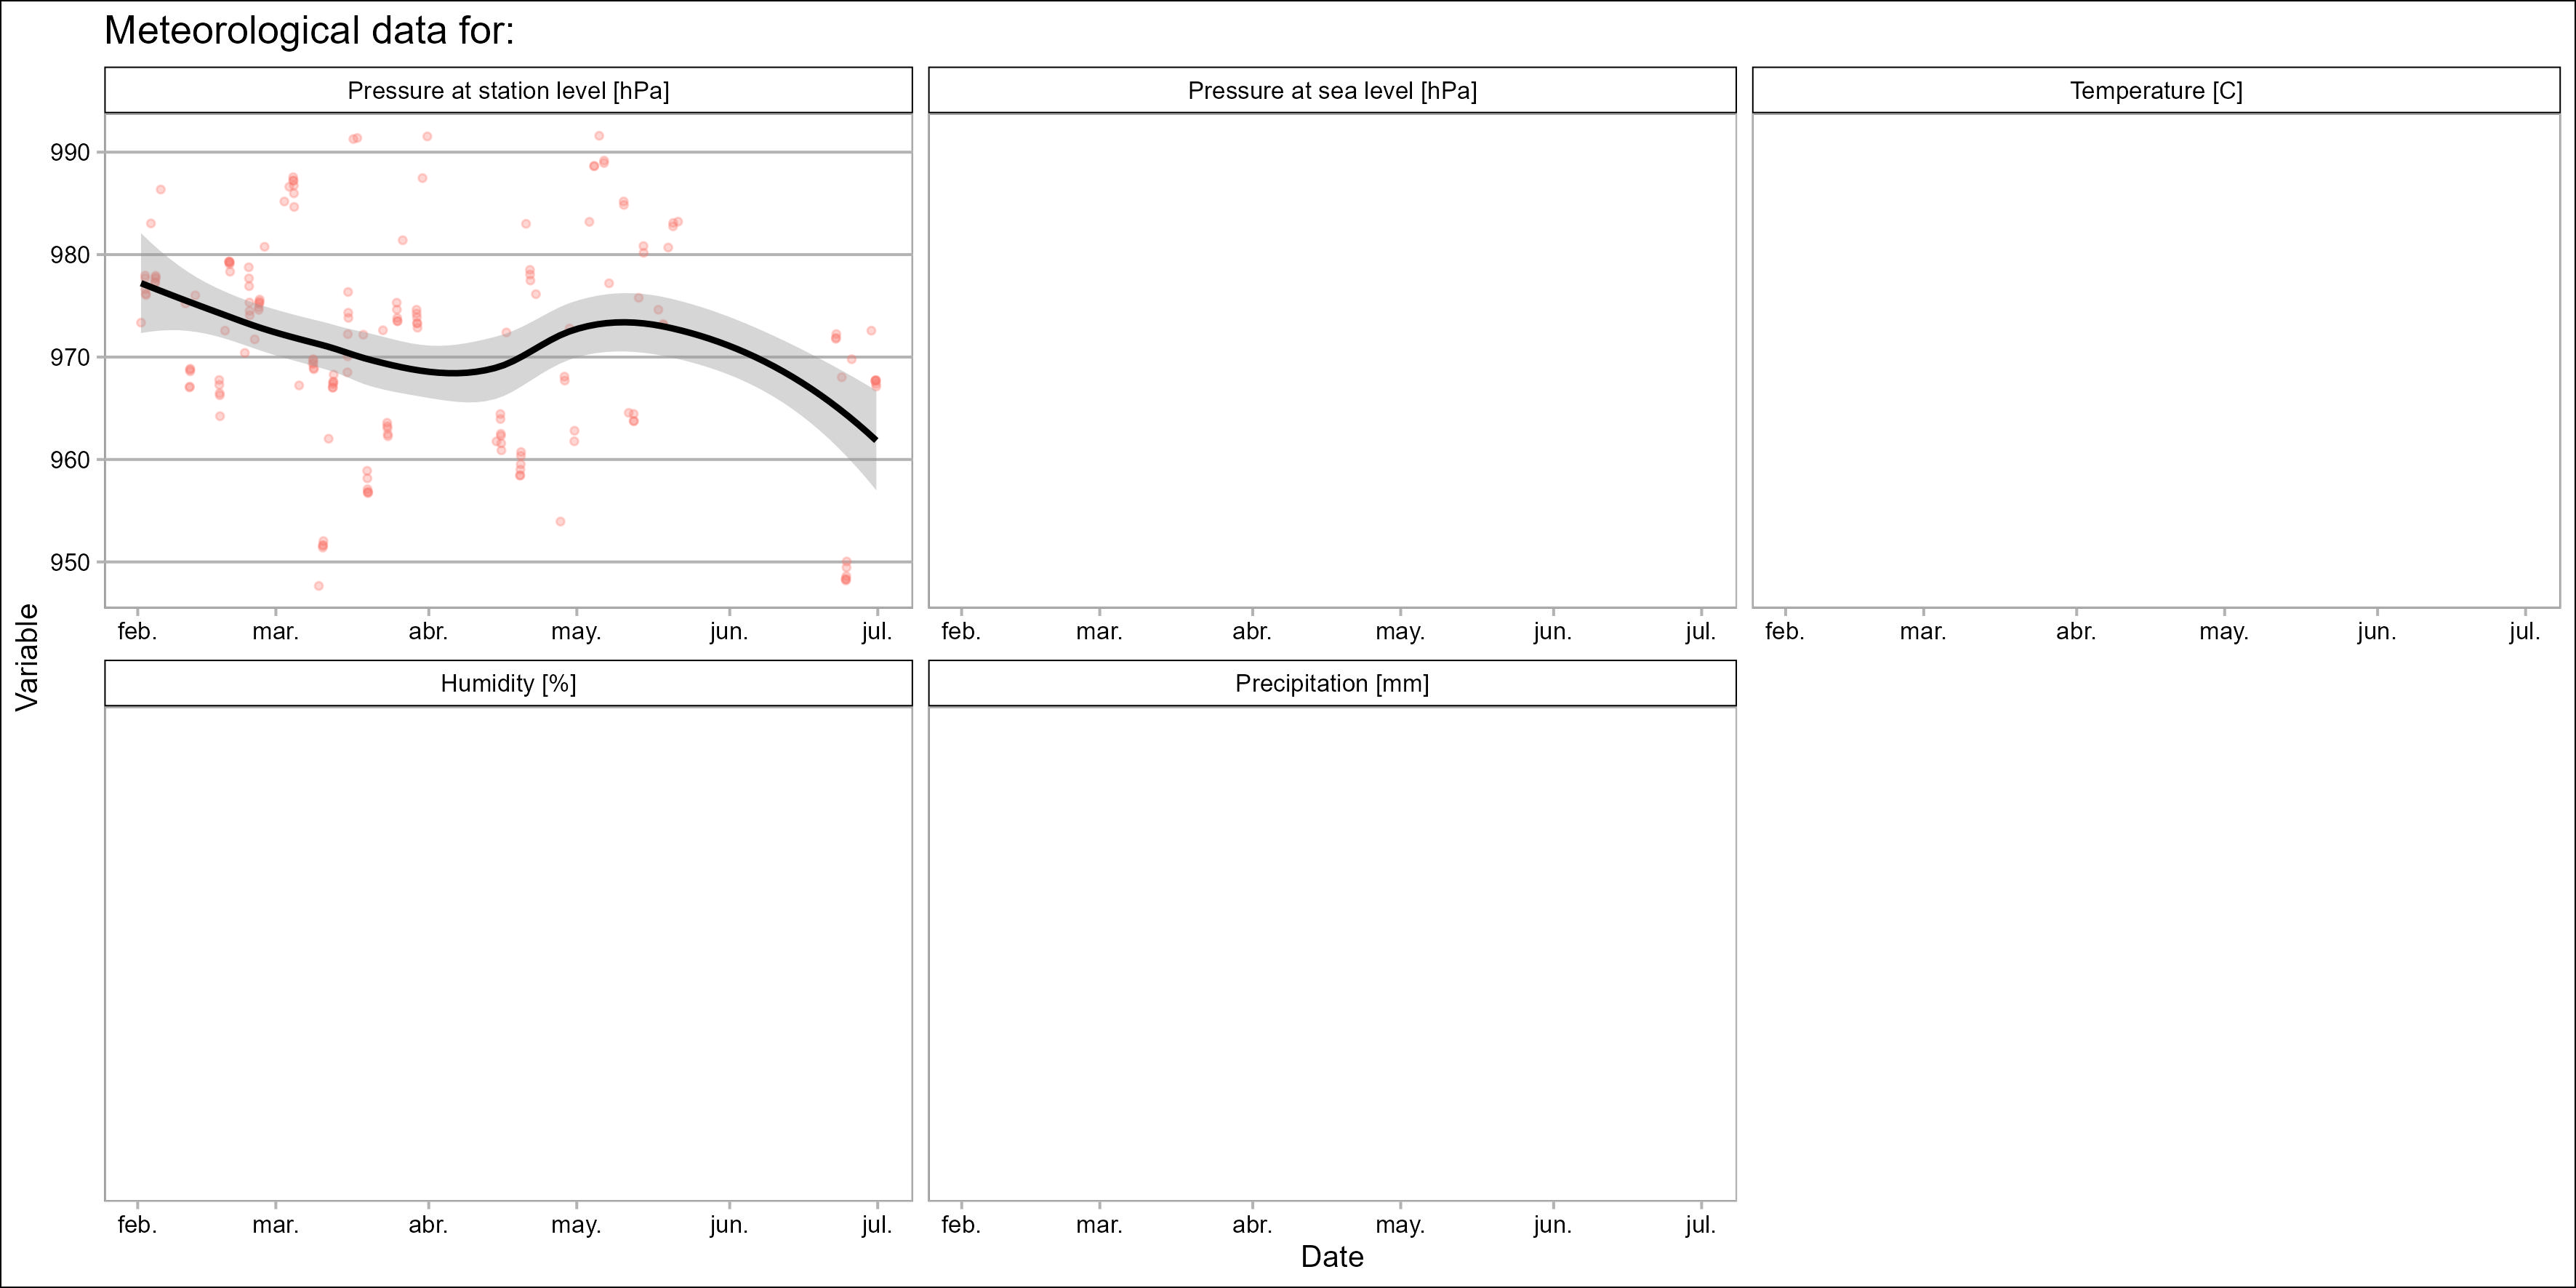 Meteorological data for:
Pressure at station level [hPa]
Pressure at sea level [hPa]
Temperature [C]
990
980
970
960
950
feb. mar. abr. may. jun. jul.
feb. mar. abr. may. jun. jul.
feb. mar. abr. may. jun. jul.
Variable
Humidity [%]
Precipitation [mm]
feb. mar. abr. may. jun. jul.
feb. mar. abr. may. jun. jul.
Date